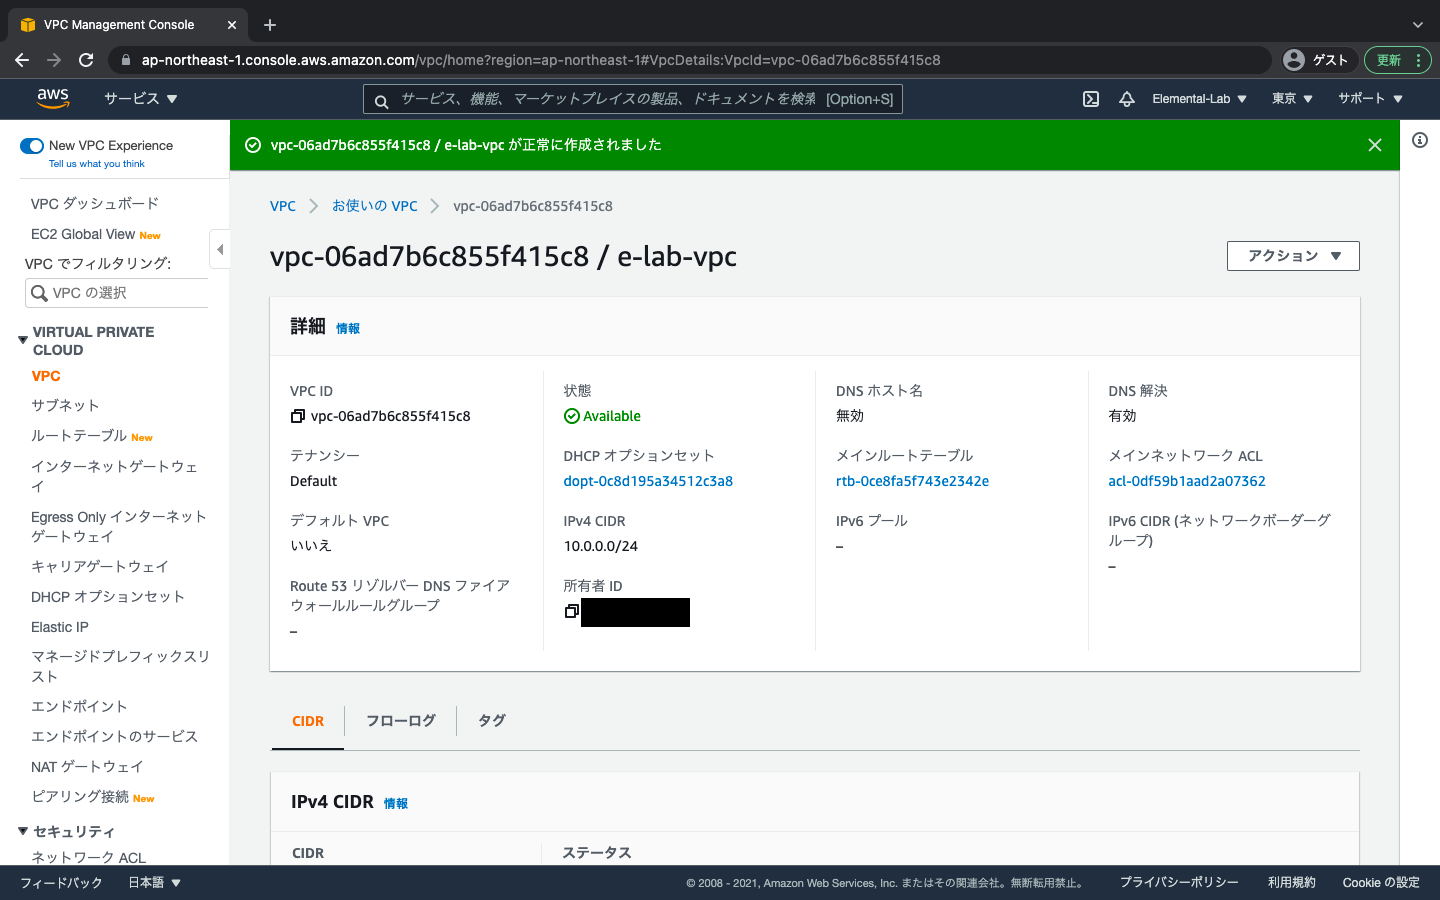 VPC Management Console
ap-northeast-1.console.aws.amazon.com/vpc/home?region=ap-northeast-1#VpcDetails:VpcId=vpc-06ad7b6c855f415c8
ゲスト
更新
aws
サービス
サービス、機能、マーケットプレイスの製品、ドキュメントを検索 [Option+S]
Elemental-Lab
東京
サポート
New VPC Experience
Tell us what you think
VPC ダッシュボード
EC2 Global View New
VPC でフィルタリング:
VPC の選択
VIRTUAL PRIVATE
CLOUD
VPC
サブネット
ルートテーブル New
インターネットゲートウェ
イ
Egress Only インターネット
ゲートウェイ
キャリアゲートウェイ
DHCP オプションセット
Elastic IP
マネージドプレフィックスリ
スト
エンドポイント
エンドポイントのサービス
NAT ゲートウェイ
ピアリング接続 New
セキュリティ
ネットワーク ACL
vpc-06ad7b6c855f415c8 / e-lab-vpc が正常に作成されました
VPC
お使いの VPC
vpc-06ad7b6c855f415c8
vpc-06ad7b6c855f415c8 / e-lab-vpc
アクション
詳細 情報
VPC ID
vpc-06ad7b6c855f415c8
状態
Available
DNS ホスト名
無効
DNS 解決
有効
テナンシー
Default
DHCP オプションセット
dopt-0c8d195a34512c3a8
メインルートテーブル
rtb-0ce8fa5f743e2342e
メインネットワーク ACL
acl-0df59b1aad2a07362
デフォルト VPC
いいえ
IPv4 CIDR
10.0.0.0/24
IPv6 プール
–
IPv6 CIDR (ネットワークボーダーグ
ループ)
–
Route 53 リゾルバー DNS ファイア
ウォールルールグループ
–
所有者 ID
CIDR
フローログ
タグ
IPv4 CIDR 情報
CIDR
ステータス
フィードバック
日本語
© 2008 - 2021, Amazon Web Services, Inc. またはその関連会社。無断転用禁止。
プライバシーポリシー
利用規約
Cookie の設定